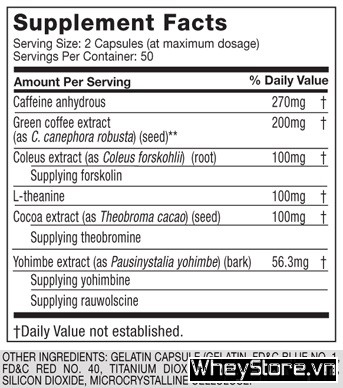 Supplement Facts
Serving Size: 2 Capsules (at maximum dosage)
Servings Per Container: 50
Amount Per Serving % Daily Value
Caffeine anhydrous 270mg †
Green coffee extract 200mg †
(as C. canephora robusta) (seed)**
Coleus extract (as Coleus forskohlii) (root) 100mg †
Supplying forskolin
L-theanine 100mg †
Cocoa extract (as Theobroma cacao) (seed) 100mg †
Supplying theobromine
Yohimbe extract (as Pausinystalia yohimbe) (bark) 56.3mg †
Supplying yohimbine
Supplying rauwolscine
†Daily Value not established.
OTHER INGREDIENTS: GELATIN CAPSULE (GELATIN, FD&C BLUE NO. 1,
FD&C RED NO. 40, TITANIUM
SILICON DIOXIDE, MICROCRYSTALLINE CELLULOSE.
WheyStore.vn